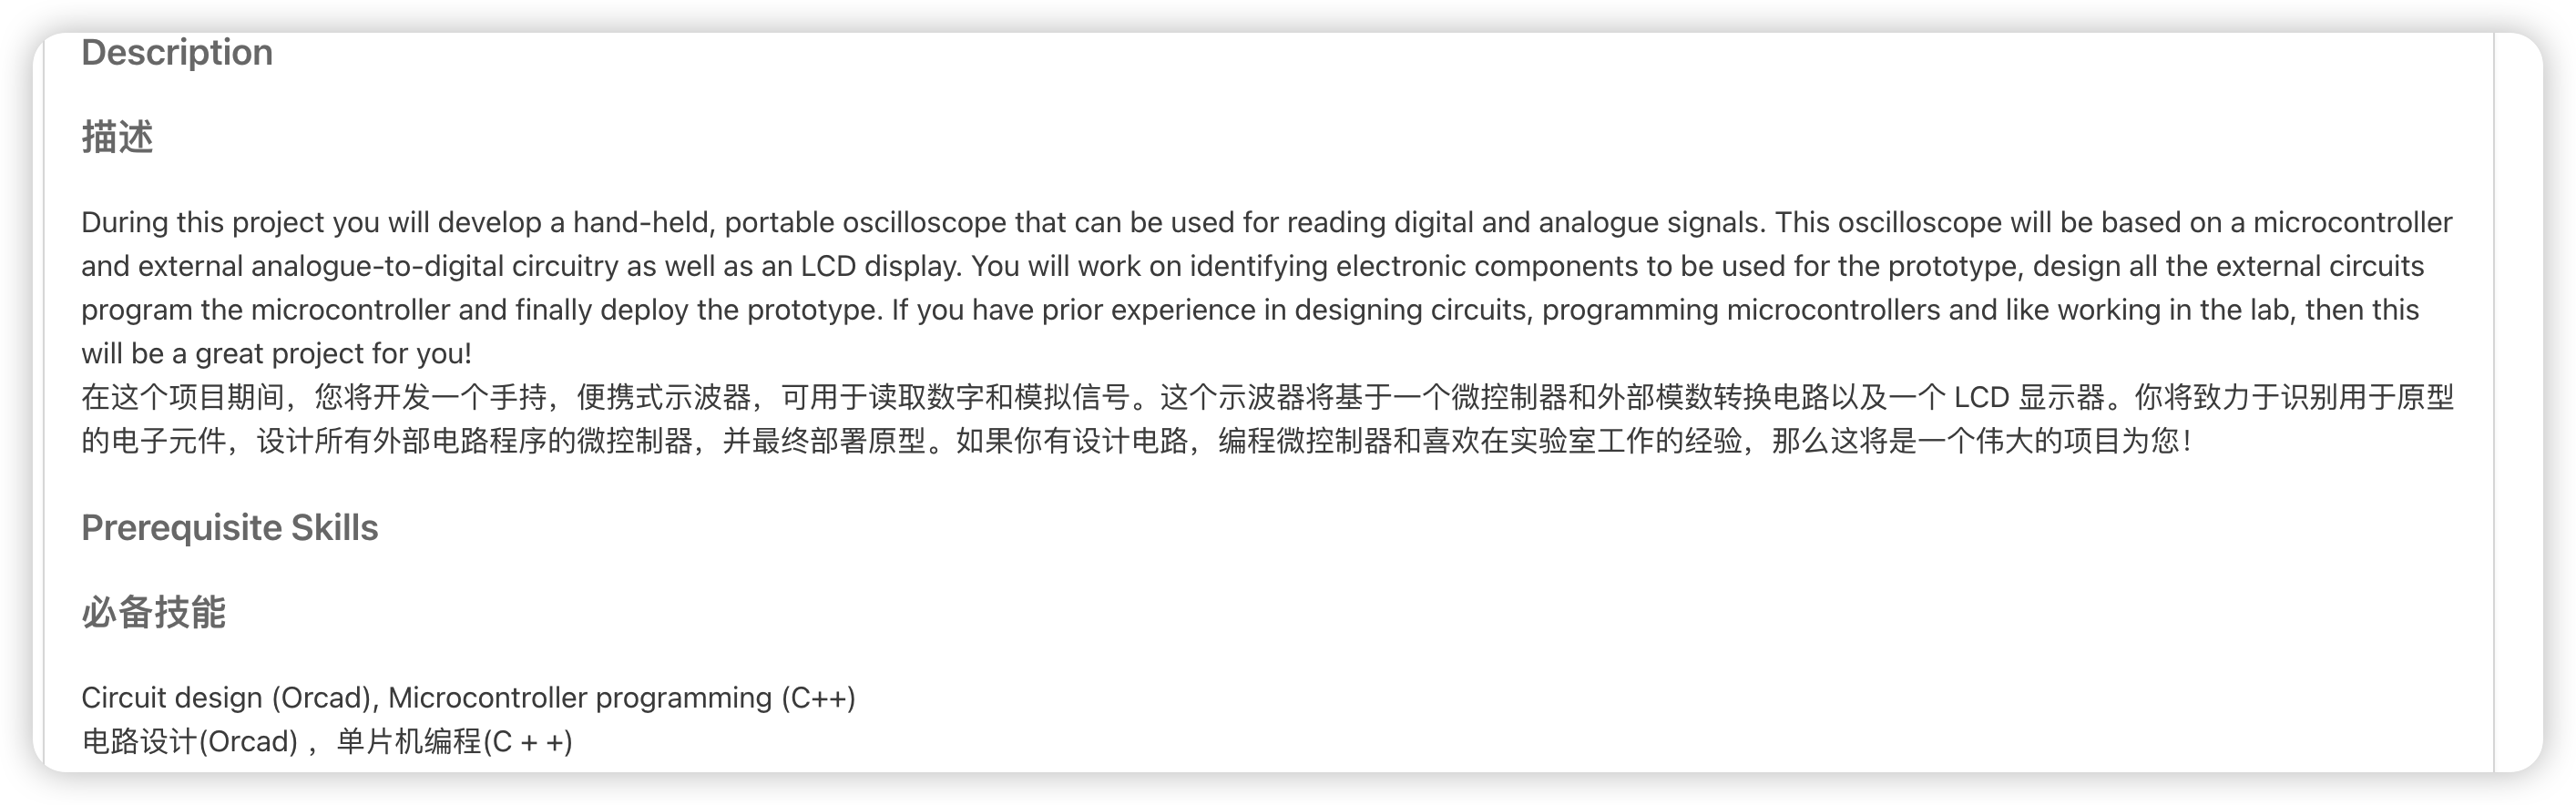 Description
描述
During this project you will develop a hand-held, portable oscilloscope that can be used for reading digital and analogue signals. This oscilloscope will be based on a microcontroller
and external analogue-to-digital circuitry as well as an LCD display. You will work on identifying electronic components to be used for the prototype, design all the external circuits
program the microcontroller and finally deploy the prototype. If you have prior experience in designing circuits, programming microcontrollers and like working in the lab, then this
will be a great project for you!
在这个项目期间，您将开发一个手持，便携式示波器，可用于读取数字和模拟信号。这个示波器将基于一个微控制器和外部模数转换电路以及一个 LCD 显示器。你将致力于识别用于原型
的电子元件，设计所有外部电路程序的微控制器，并最终部署原型。如果你有设计电路，编程微控制器和喜欢在实验室工作的经验，那么这将是一个伟大的项目为您！
Prerequisite Skills
必备技能
Circuit design (Orcad), Microcontroller programming (C++)
电路设计(Orcad) ，单片机编程(C + +)